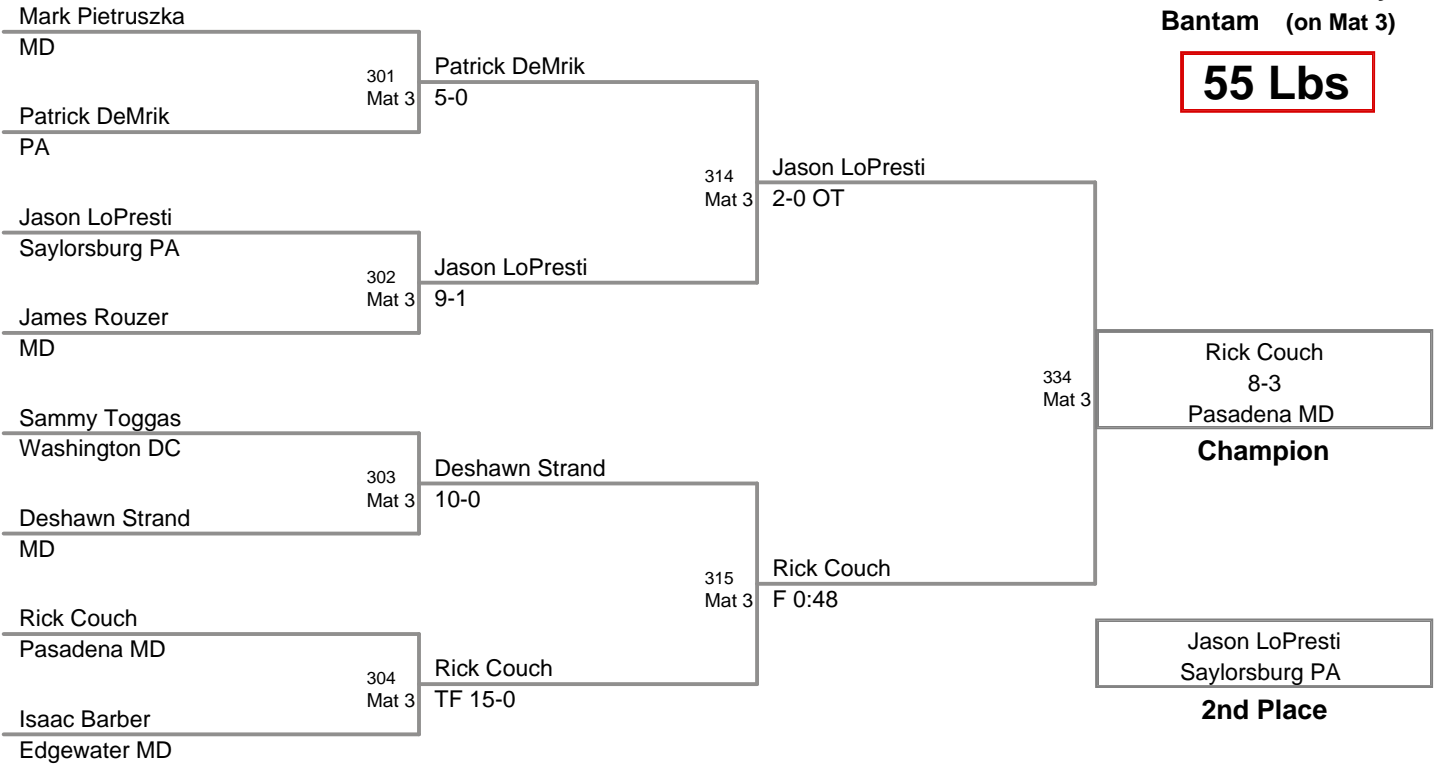 Bantam (on Mat 3)
55 Lbs
Mark Pietruszka
MD
301
Mat 3
Patrick DeMrik
5-0
Patrick DeMrik
PA
314
Mat 3
Jason LoPresti
2-0 OT
Jason LoPresti
Saylorsburg PA
302
Mat 3
Jason LoPresti
9-1
James Rouzer
MD
334
Mat 3
Rick Couch
8-3
Pasadena MD
Champion
Sammy Toggas
Washington DC
303
Mat 3
Deshawn Strand
10-0
Deshawn Strand
MD
315
Mat 3
Rick Couch
F 0:48
Rick Couch
Pasadena MD
304
Mat 3
Rick Couch
TF 15-0
Isaac Barber
Edgewater MD
Jason LoPresti
Saylorsburg PA
2nd Place